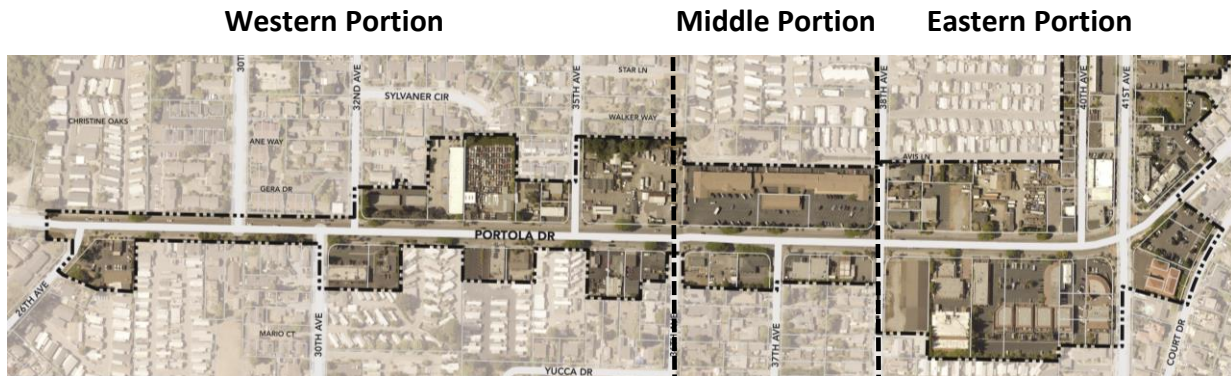 Western Portion
Middle Portion
Eastern Portion
30TH
32ND AVE
SYLVANER CIR
STAR LN
35TH AVE
WALKER WAY
38TH AVE
40TH AVE
41ST AVE
CHRISTINE OAKS
ANE WAY
AVIS LN
GERA DR
PORTOLA DR
26TH AVE
MARIO CT
30TH AVE
YUCCA DR
37TH AVE
COURT DR